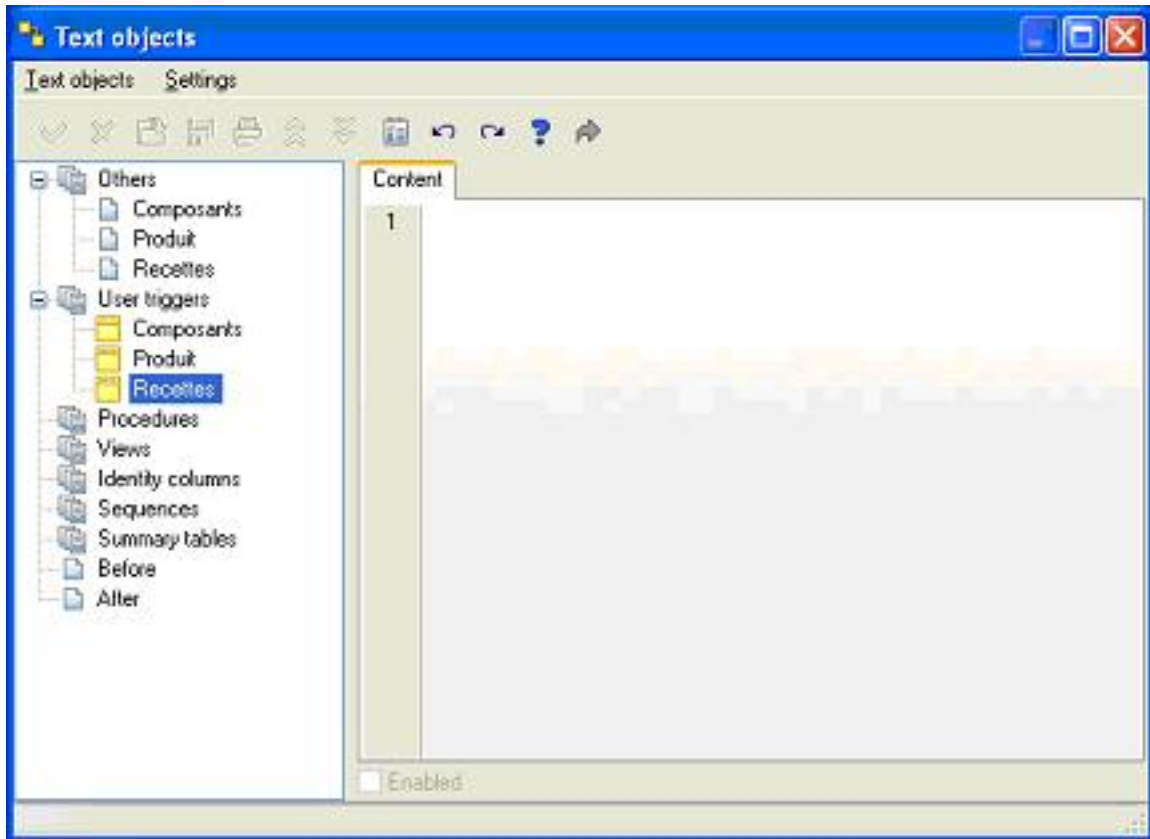 Text objects
Text objects Settings
Others
Composants
Produit
Recettes
User triggers
Composants
Produit
Recettes
Procedures
Views
Identity columns
Sequences
Summary tables
Before
After
Content
1
Enabled